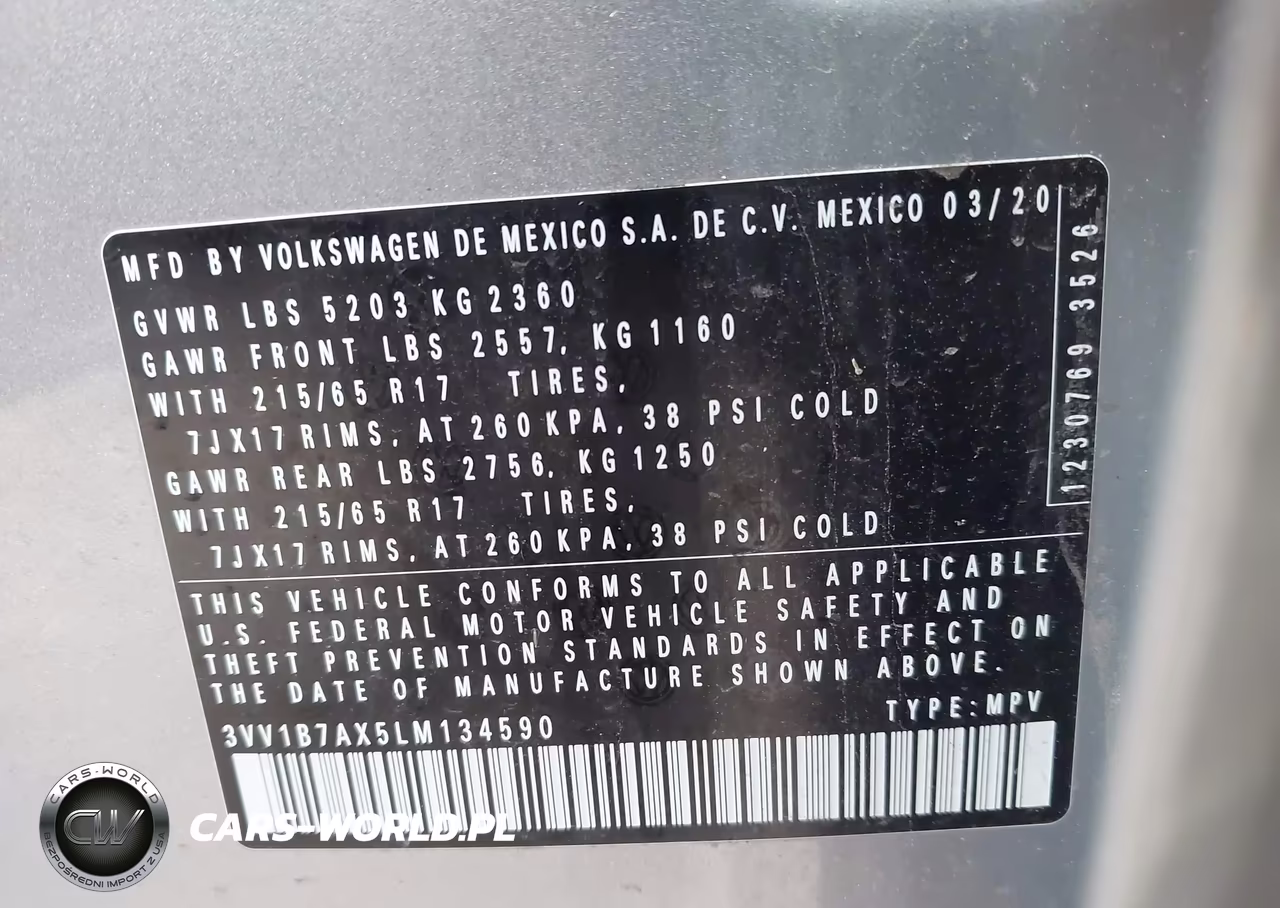 MFD BY VOLKSWAGEN DE MEXICO S.A. DE C.V. MEXICO 03/20
GVWR LBS 5203 KG 2360
GAWR FRONT LBS 2557, KG 1160
WITH 215/65 R17 TIRES,
7JX17 RIMS, AT 260 KPA, 38 PSI COLD
GAWR REAR LBS 2756, KG 1250
WITH 215/65 R17 TIRES,
7JX17 RIMS, AT 260 KPA, 38 PSI COLD
1230769 3526
THIS VEHICLE CONFORMS TO ALL APPLICABLE
U.S. FEDERAL MOTOR VEHICLE SAFETY AND
THEFT PREVENTION STANDARDS IN EFFECT ON
THE DATE OF MANUFACTURE SHOWN ABOVE.
TYPE:MPV
3VV1B7AX5LM134590
CARS-WORLD
CW
BEZPOŚREDNI IMPORT Z USA
CARS-WORLD.PL